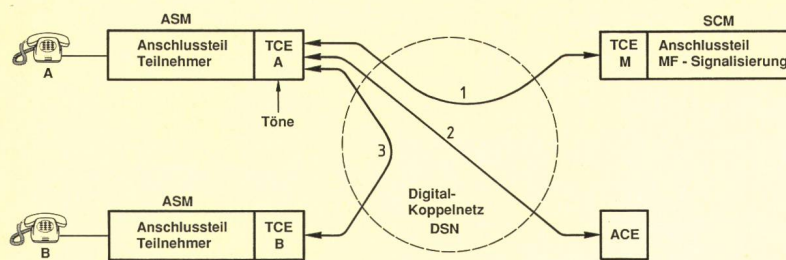 ASM
Anschlussteil
Teilnehmer
TCE
A
A
Töne
1
2
3
SCM
TCE
M
Anschlussteil
MF - Signalisierung
Digital-
Koppelnetz
DSN
ASM
Anschlussteil
Teilnehmer
TCE
B
B
ACE